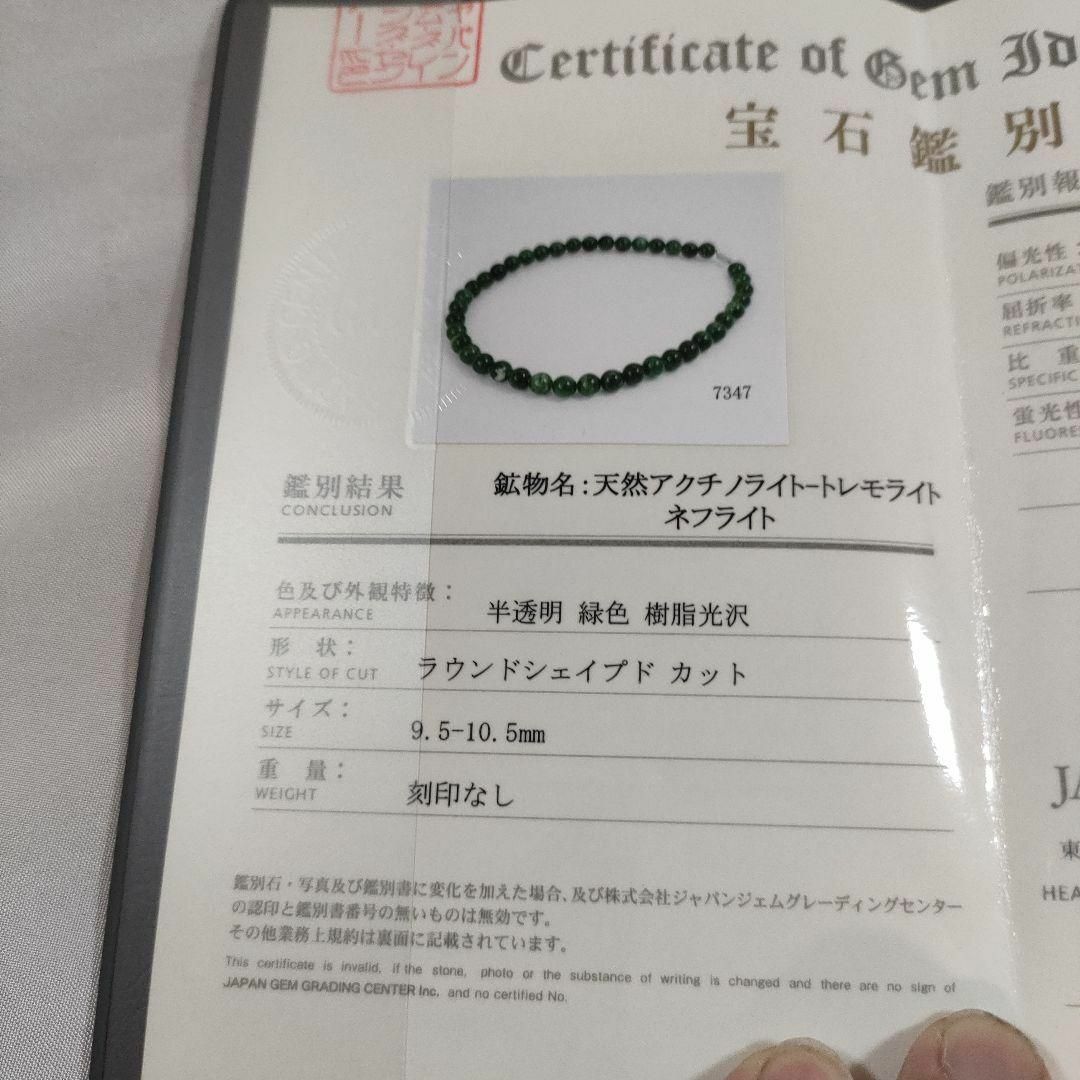 Certificate of Gem Id
宝石鑑別
7347
鑑別結果
CONCLUSION
鉱物名:天然アクチノライト-トレモライト
ネフライト
色及び外観特徴:
APPEARANCE
半透明 緑色 樹脂光沢
形 状:
STYLE OF CUT
ラウンドシェイプド カット
サイズ:
SIZE
9.5-10.5mm
重 量:
WEIGHT
刻印なし
鑑別石・写真及び鑑別書に変化を加えた場合、及び株式会社ジャパンジェムグレーディングセンター
の認印と鑑別書番号の無いものは無効です。
その他業務上規約は裏面に記載されています。
This certificate is invalid, if the stone, photo or the substance of writing is changed and there are no sign of
JAPAN GEM GRADING CENTER Inc. and no certified No.
鑑別報
偏光性
POLARIZAT
屈折率
REFRACTI
比 重
SPECIFIC
蛍光性
FLUORES
JA
東
HEA